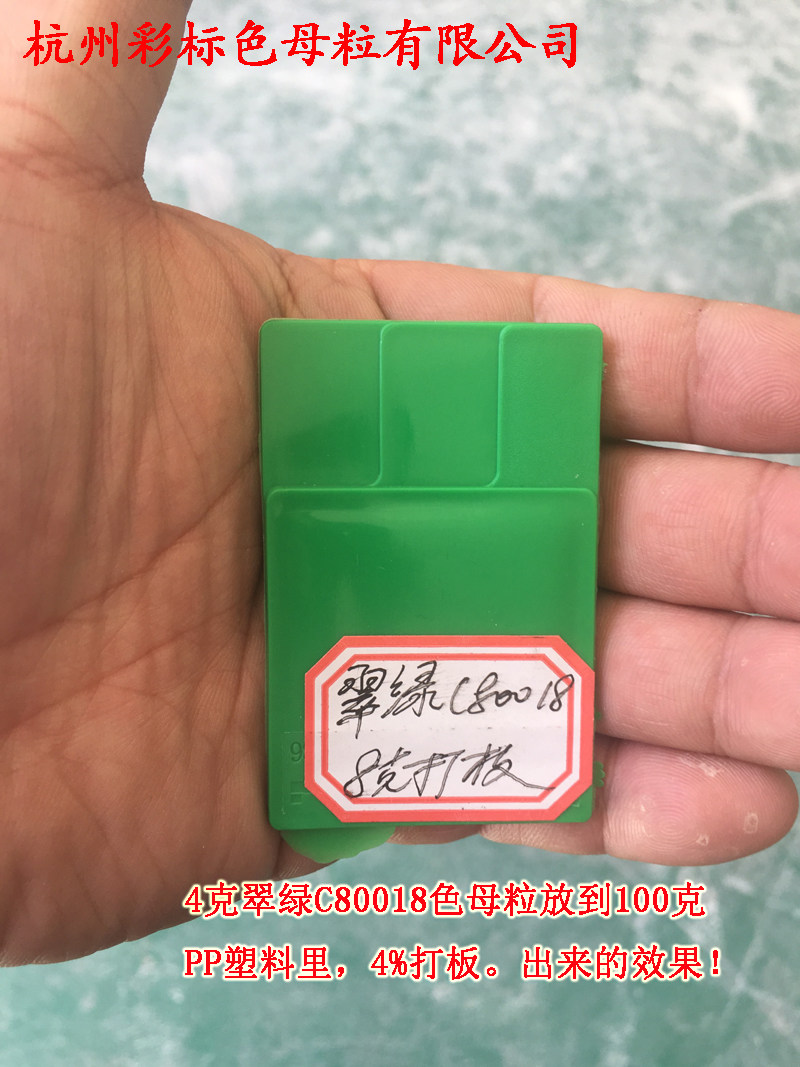 杭州彩标色母粒有限公司
翠绿C80018
8克打板
4克翠绿C80018色母粒放到100克
PP塑料里，4%打板。出来的效果！